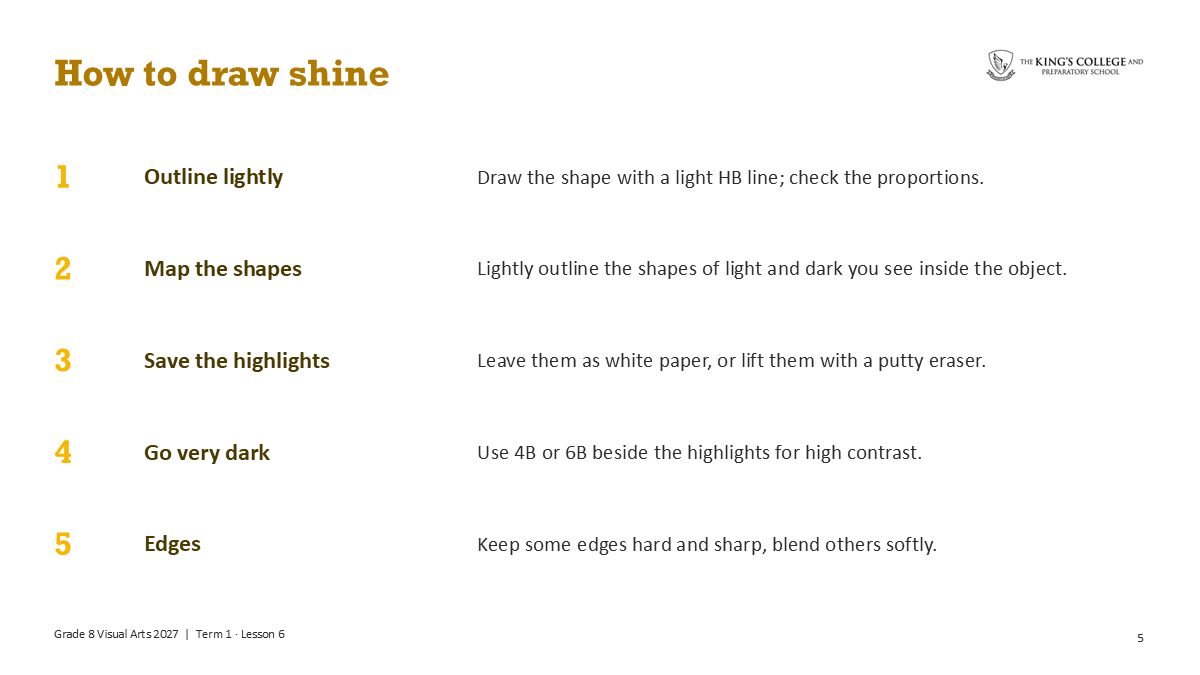 How to draw shine
THE KING'S COLLEGE AND
PREPARATORY SCHOOL
1 Outline lightly Draw the shape with a light HB line; check the proportions.
2 Map the shapes Lightly outline the shapes of light and dark you see inside the object.
3 Save the highlights Leave them as white paper, or lift them with a putty eraser.
4 Go very dark Use 4B or 6B beside the highlights for high contrast.
5 Edges Keep some edges hard and sharp, blend others softly.
Grade 8 Visual Arts 2027 | Term 1 · Lesson 6
5